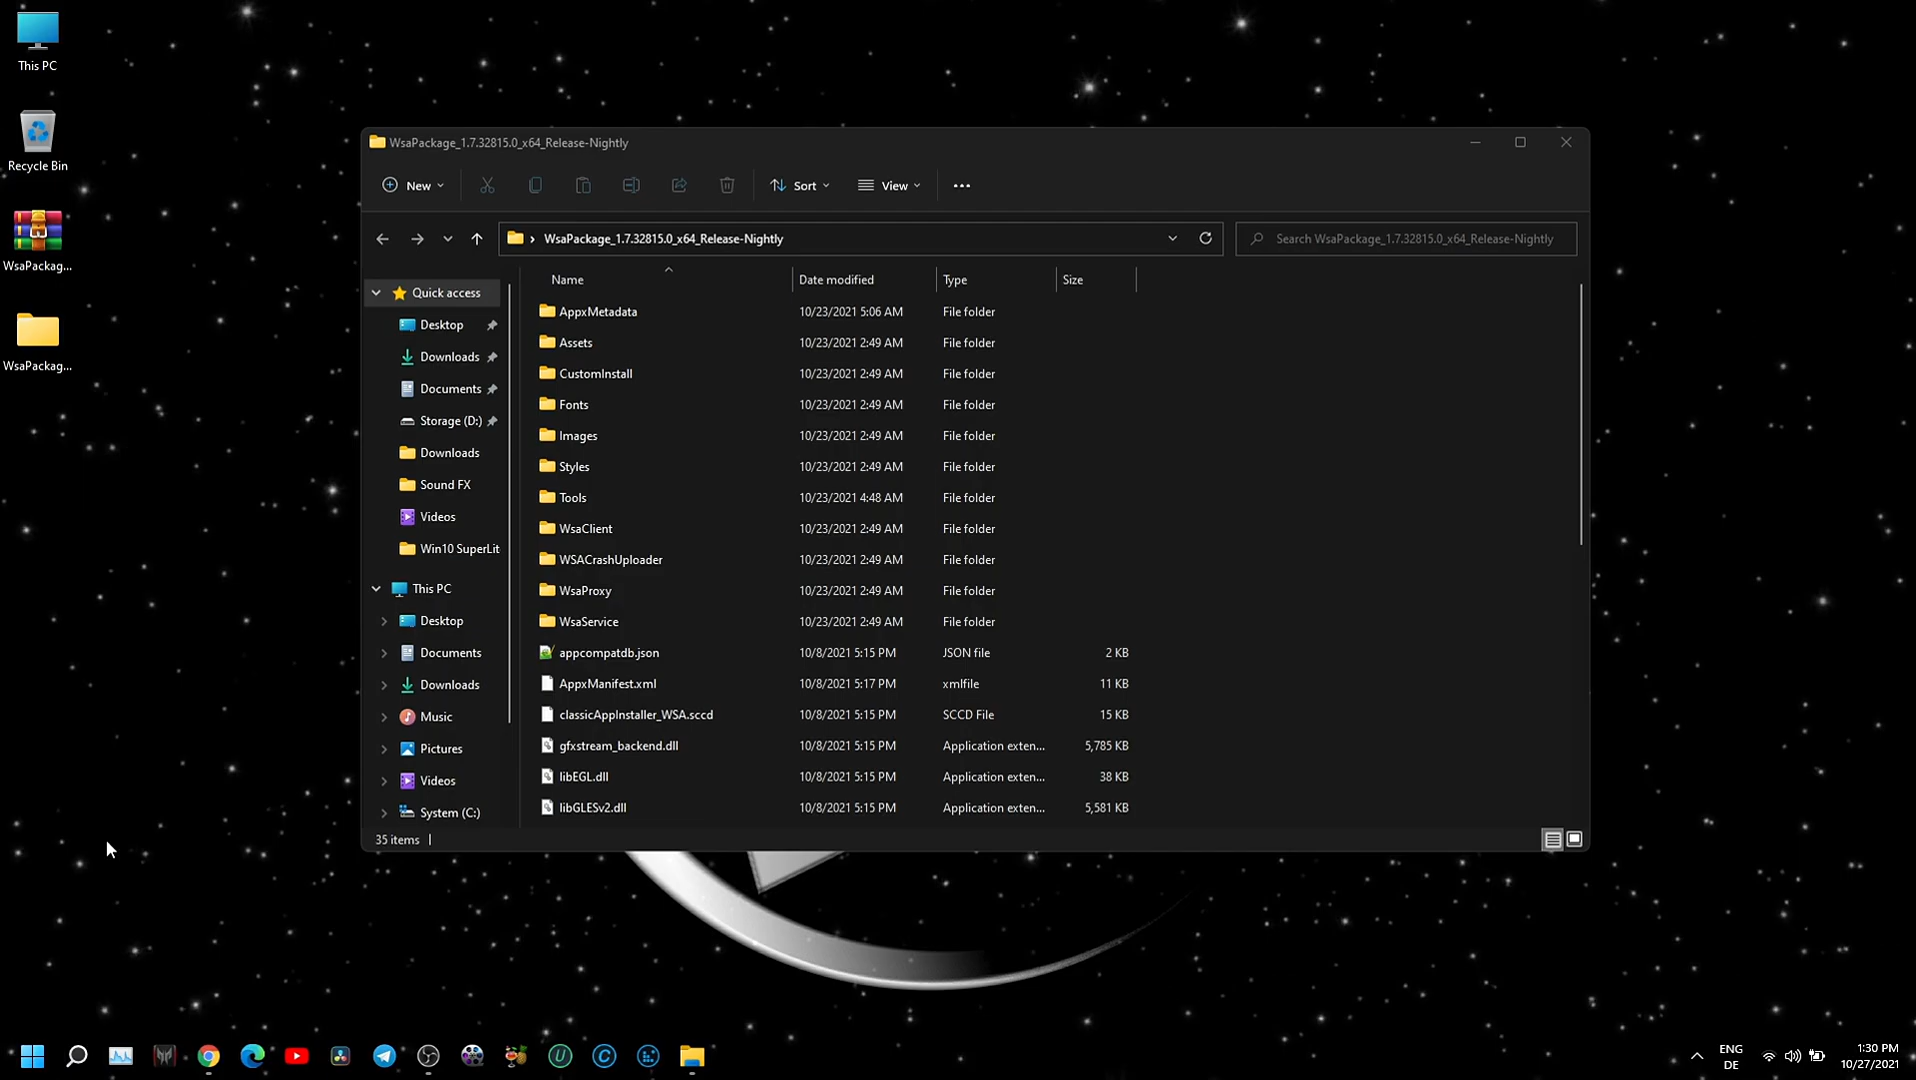 This PC
Recycle Bin
WsaPackag...
WsaPackag...
WsaPackage_1.7.32815.0_x64_Release-Nightly
New
Sort
View
WsaPackage_1.7.32815.0_x64_Release-Nightly
Search WsaPackage_1.7.32815.0_x64_Release-Nightly
Quick access
Desktop
Downloads
Documents
Storage (D:)
Downloads
Sound FX
Videos
Win10 SuperLit
This PC
Desktop
Documents
Downloads
Music
Pictures
Videos
System (C:)
Name Date modified Type Size
AppxMetadata 10/23/2021 5:06 AM File folder
Assets 10/23/2021 2:49 AM File folder
CustomInstall 10/23/2021 2:49 AM File folder
Fonts 10/23/2021 2:49 AM File folder
Images 10/23/2021 2:49 AM File folder
Styles 10/23/2021 2:49 AM File folder
Tools 10/23/2021 4:48 AM File folder
WsaClient 10/23/2021 2:49 AM File folder
WSACrashUploader 10/23/2021 2:49 AM File folder
WsaProxy 10/23/2021 2:49 AM File folder
WsaService 10/23/2021 2:49 AM File folder
appcompatdb.json 10/8/2021 5:15 PM JSON file 2 KB
AppxManifest.xml 10/8/2021 5:17 PM xmlfile 11 KB
classicAppInstaller_WSA.sccd 10/8/2021 5:15 PM SCCD File 15 KB
gfxstream_backend.dll 10/8/2021 5:15 PM Application exten... 5,785 KB
libEGL.dll 10/8/2021 5:15 PM Application exten... 38 KB
libGLESv2.dll 10/8/2021 5:15 PM Application exten... 5,581 KB
35 items
ENG
DE
1:30 PM
10/27/2021